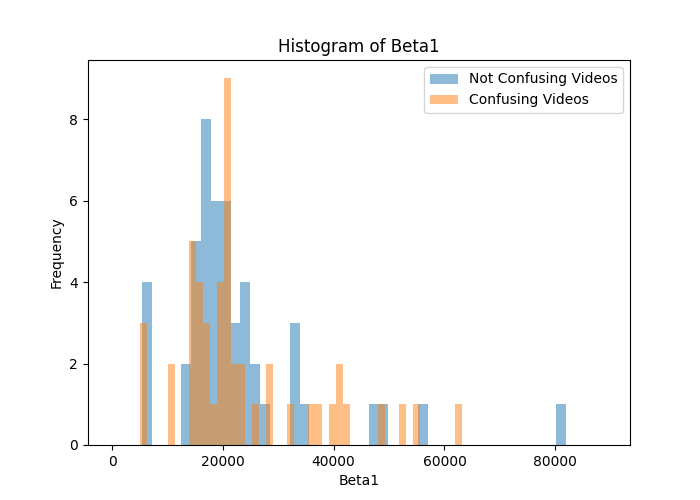 Histogram of Beta1
Not Confusing Videos
Confusing Videos
Frequency
8
6
4
2
0
0 20000 40000 60000 80000
Beta1